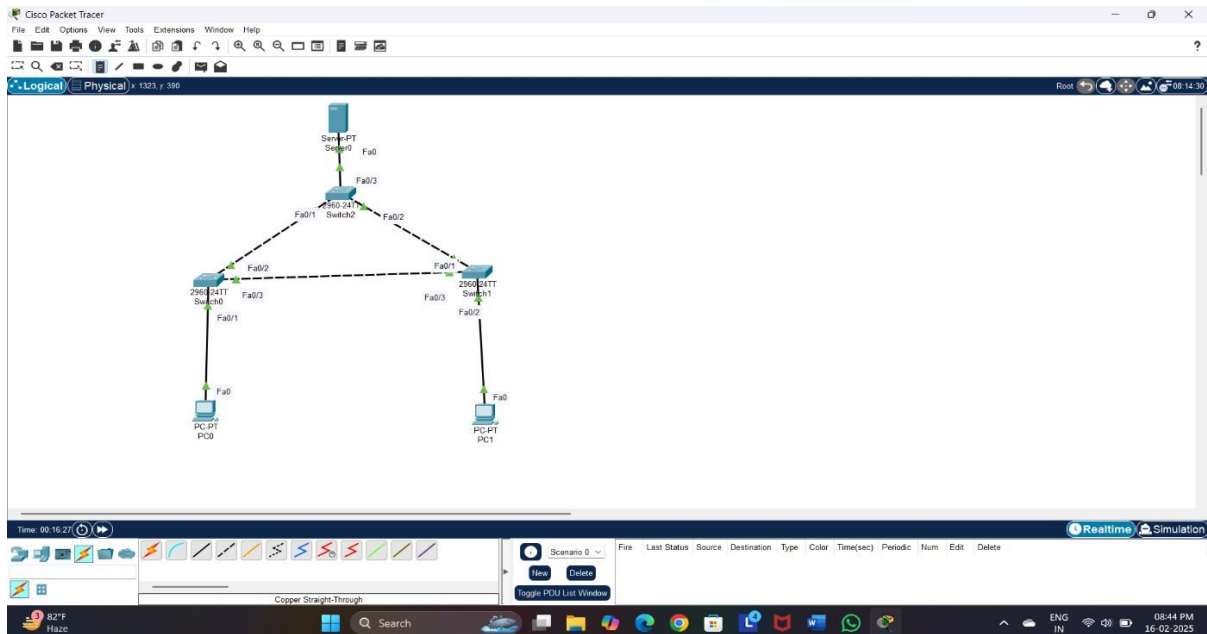 Cisco Packet Tracer
File Edit Options View Tools Extensions Window Help
?
Logical Physical x: 1323, y: 390
Root 08:14:30
Server-PT
Server0
Fa0
Fa0/3
2960-24TT
Switch2
Fa0/1
Fa0/2
Fa0/2
Fa0/1
2960-24TT
Switch0
Fa0/3
2960-24TT
Switch1
Fa0/3
Fa0/1
Fa0/2
Fa0
PC-PT
PC0
Fa0
PC-PT
PC1
Time: 00:16:27
Realtime Simulation
Scenario 0
Fire Last Status Source Destination Type Color Time(sec) Periodic Num Edit Delete
New Delete
Toggle PDU List Window
Copper Straight-Through
3
82°F
Haze
Search
ENG
IN
08:44 PM
16-02-2025